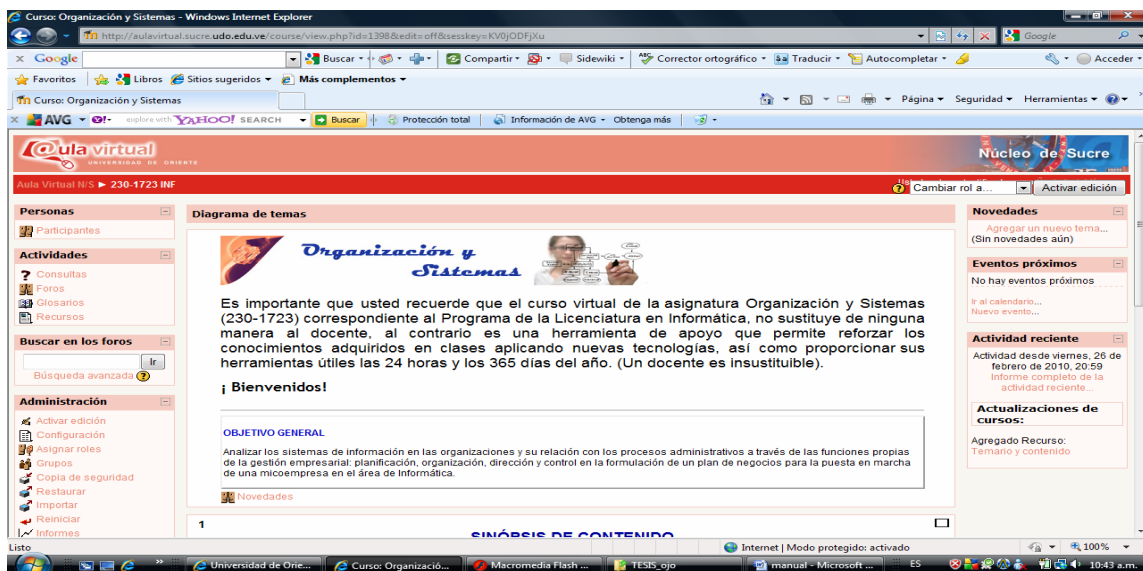 Curso: Organización y Sistemas - Windows Internet Explorer
http://aulavirtual.sucre.udo.edu.ve/course/view.php?id=1398&edit=off&sesskey=KV0jODFjXu
Google
x Google Buscar Compartir Sidewiki Corrector ortográfico Traducir Autocompletar Acceder
Favoritos Libros Sitios sugeridos Más complementos
Curso: Organización y Sistemas Página Seguridad Herramientas
x AVG explore with YAHOO! SEARCH Buscar Protección total Información de AVG Obtenga más
@ula virtual
UNIVERSIDAD DE ORIENTE
Núcleo de Sucre
Aula Virtual N/S ► 230-1723 INF
Cambiar rol a... Activar edición
Personas
Participantes
Actividades
Consultas
Foros
Glosarios
Recursos
Buscar en los foros
Ir
Búsqueda avanzada
Administración
Activar edición
Configuración
Asignar roles
Grupos
Copia de seguridad
Restaurar
Importar
Reiniciar
Informes
Diagrama de temas
Organización y
Sistemas
Es importante que usted recuerde que el curso virtual de la asignatura Organización y Sistemas
(230-1723) correspondiente al Programa de la Licenciatura en Informática, no sustituye de ninguna
manera al docente, al contrario es una herramienta de apoyo que permite reforzar los
conocimientos adquiridos en clases aplicando nuevas tecnologías, así como proporcionar sus
herramientas útiles las 24 horas y los 365 días del año. (Un docente es insustituible).
¡ Bienvenidos!
OBJETIVO GENERAL
Analizar los sistemas de información en las organizaciones y su relación con los procesos administrativos a través de las funciones propias
de la gestión empresarial: planificación, organización, dirección y control en la formulación de un plan de negocios para la puesta en marcha
de una micoempresa en el área de Informática.
Novedades
1
SINÓPSIS DE CONTENIDO
Novedades
Agregar un nuevo tema...
(Sin novedades aún)
Eventos próximos
No hay eventos próximos
Ir al calendario...
Nuevo evento...
Actividad reciente
Actividad desde viernes, 26 de
febrero de 2010, 20:59
Informe completo de la
actividad reciente...
Actualizaciones de
cursos:
Agregado Recurso:
Temario y contenido
Listo Internet | Modo protegido: activado 100%
Universidad de Orie... Curso: Organizació... Macromedia Flash ... TESIS_ojo manual - Microsoft ... ES 10:43 a.m.